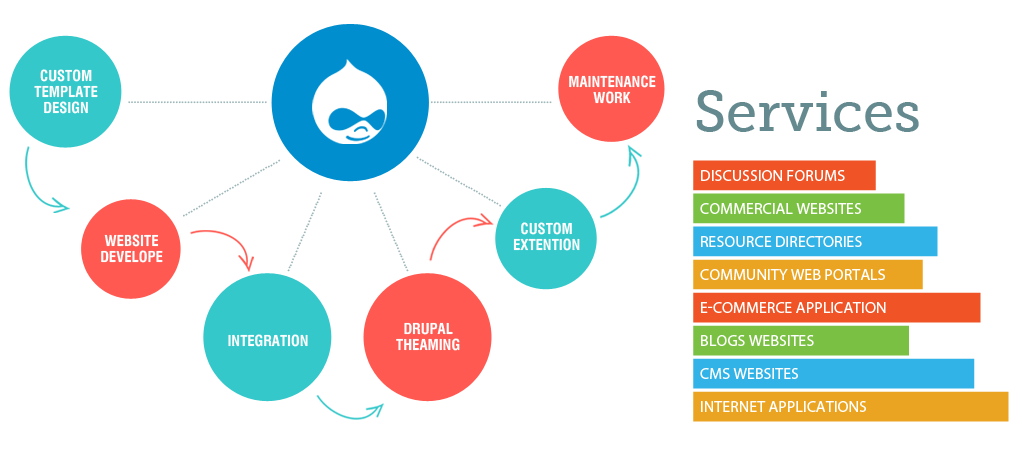 CUSTOM
TEMPLATE
DESIGN
WEBSITE
DEVELOPE
INTEGRATION
DRUPAL
THEAMING
CUSTOM
EXTENTION
MAINTENANCE
WORK
Services
DISCUSSION FORUMS
COMMERCIAL WEBSITES
RESOURCE DIRECTORIES
COMMUNITY WEB PORTALS
E-COMMERCE APPLICATION
BLOGS WEBSITES
CMS WEBSITES
INTERNET APPLICATIONS